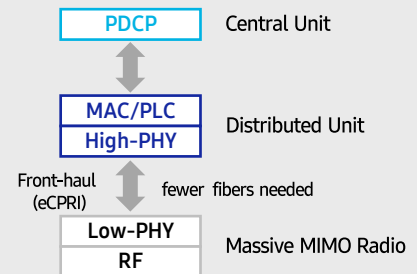 PDCP Central Unit
MAC/PLC
High-PHY
Distributed Unit
Front-haul
(eCPRI)
fewer fibers needed
Low-PHY
RF
Massive MIMO Radio